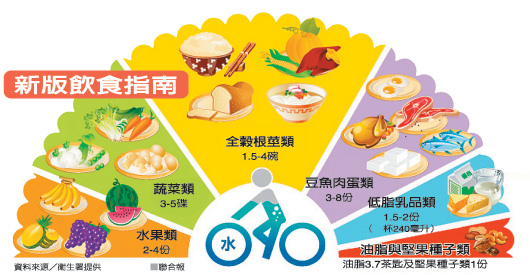 新版飲食指南
全穀根莖類
1.5-4碗
蔬菜類
3-5碟
水果類
2-4份
豆魚肉蛋類
3-8份
低脂乳品類
1.5-2份
(一杯240毫升)
油脂與堅果種子類
油脂3.7茶匙及堅果種子類1份
水
資料來源/衛生署提供
■聯合報